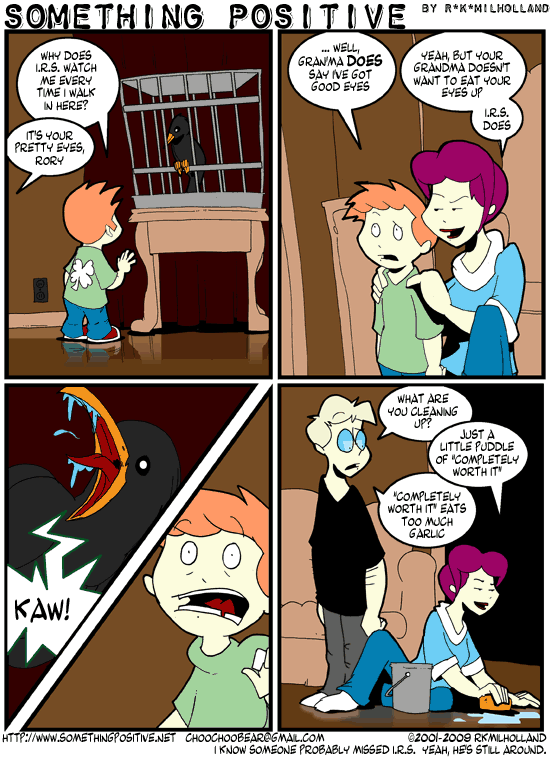 SOMETHING POSITIVE BY R*K*MILHOLLAND
WHY DOES
I.R.S. WATCH
ME EVERY
TIME I WALK
IN HERE?
IT'S YOUR
PRETTY EYES,
RORY
... WELL,
GRAN'MA DOES
SAY I'VE GOT
GOOD EYES
YEAH, BUT YOUR
GRANDMA DOESN'T
WANT TO EAT YOUR
EYES UP
I.R.S.
DOES
KAW!
WHAT ARE
YOU CLEANING
UP?
JUST A
LITTLE PUDDLE
OF "COMPLETELY
WORTH IT"
"COMPLETELY
WORTH IT" EATS
TOO MUCH
GARLIC
HTTP://WWW.SOMETHINGPOSITIVE.NET CHOOCHOOBEAR@GMAIL.COM ©2001-2009 RKMILHOLLAND
I KNOW SOMEONE PROBABLY MISSED I.R.S. YEAH, HE'S STILL AROUND.